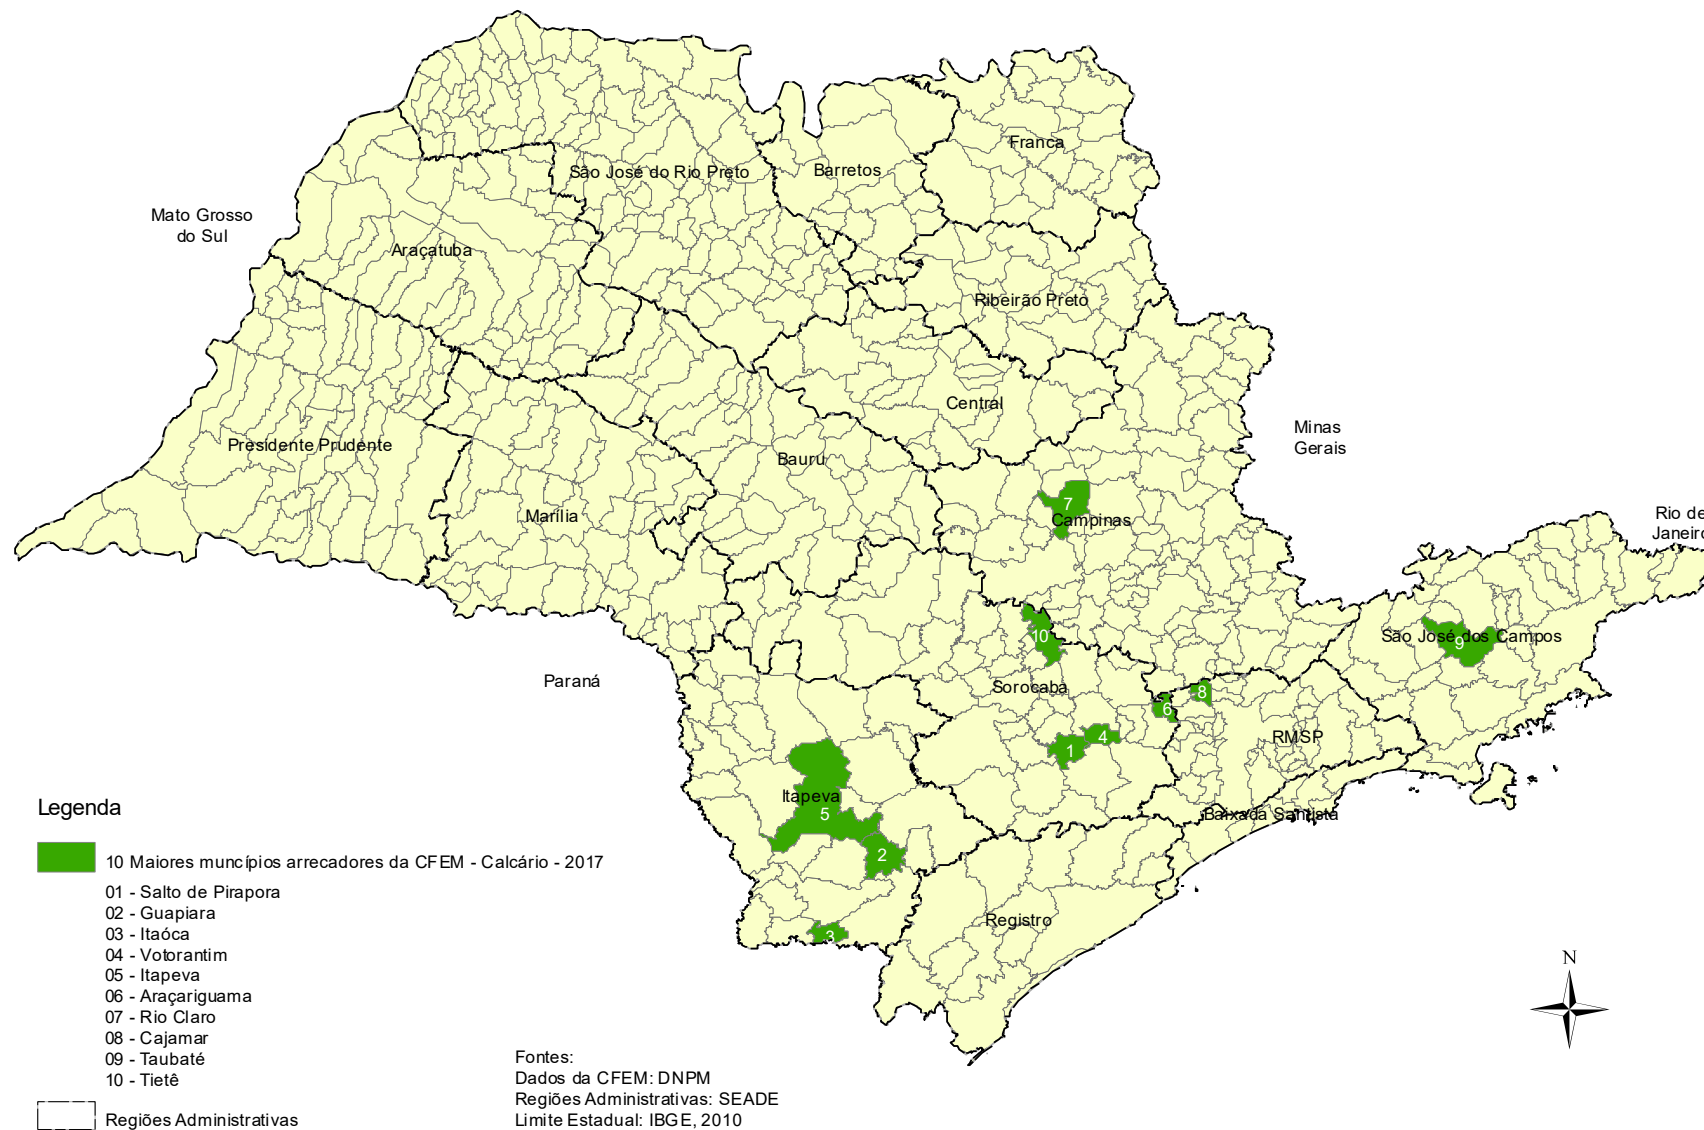 Franca
São José do Rio Preto
Barretos
Mato Grosso
do Sul
Araçatuba
Ribeirão Preto
Central
Minas
Gerais
Presidente Prudente
Bauru
7
Marília
Campinas
Rio de
Janeiro
10
São José dos Campos
9
Paraná
Sorocaba
8
6
RMSP
4
1
Itapeva
5
Baixada Santista
2
Registro
3
N
Legenda
10 Maiores muncípios arrecadores da CFEM - Calcário - 2017
01 - Salto de Pirapora
02 - Guapiara
03 - Itaóca
04 - Votorantim
05 - Itapeva
06 - Araçariguama
07 - Rio Claro
08 - Cajamar
09 - Taubaté
10 - Tietê
Regiões Administrativas
Fontes:
Dados da CFEM: DNPM
Regiões Administrativas: SEADE
Limite Estadual: IBGE, 2010